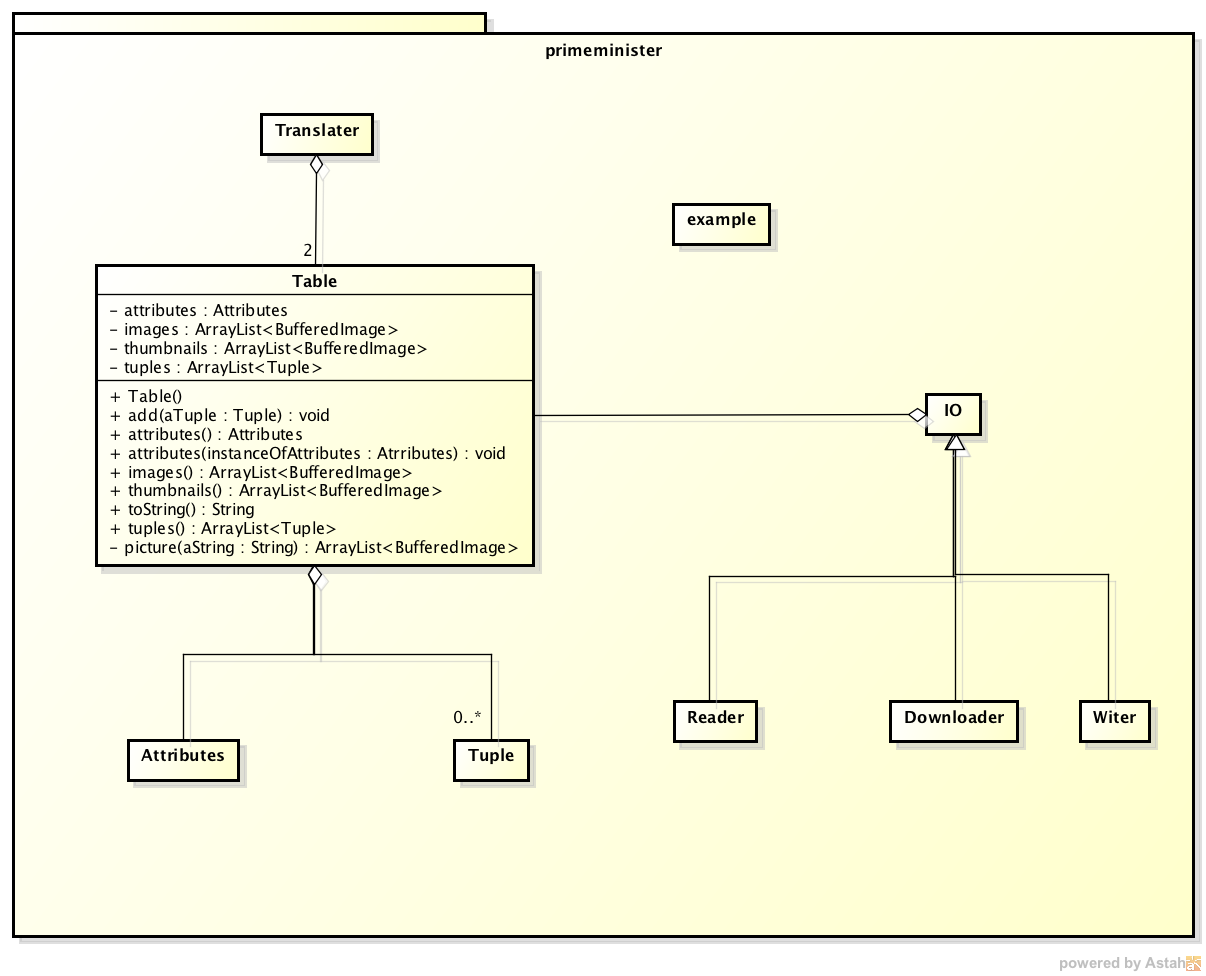 primeminister
Translater
example
2
Table
- attributes : Attributes
- images : ArrayList<BufferedImage>
- thumbnails : ArrayList<BufferedImage>
- tuples : ArrayList<Tuple>
+ Table()
+ add(aTuple : Tuple) : void
+ attributes() : Attributes
+ attributes(instanceOfAttributes : Atrributes) : void
+ images() : ArrayList<BufferedImage>
+ thumbnails() : ArrayList<BufferedImage>
+ toString() : String
+ tuples() : ArrayList<Tuple>
- picture(aString : String) : ArrayList<BufferedImage>
IO
0..*
Reader
Downloader
Witer
Attributes
Tuple
powered by Astah